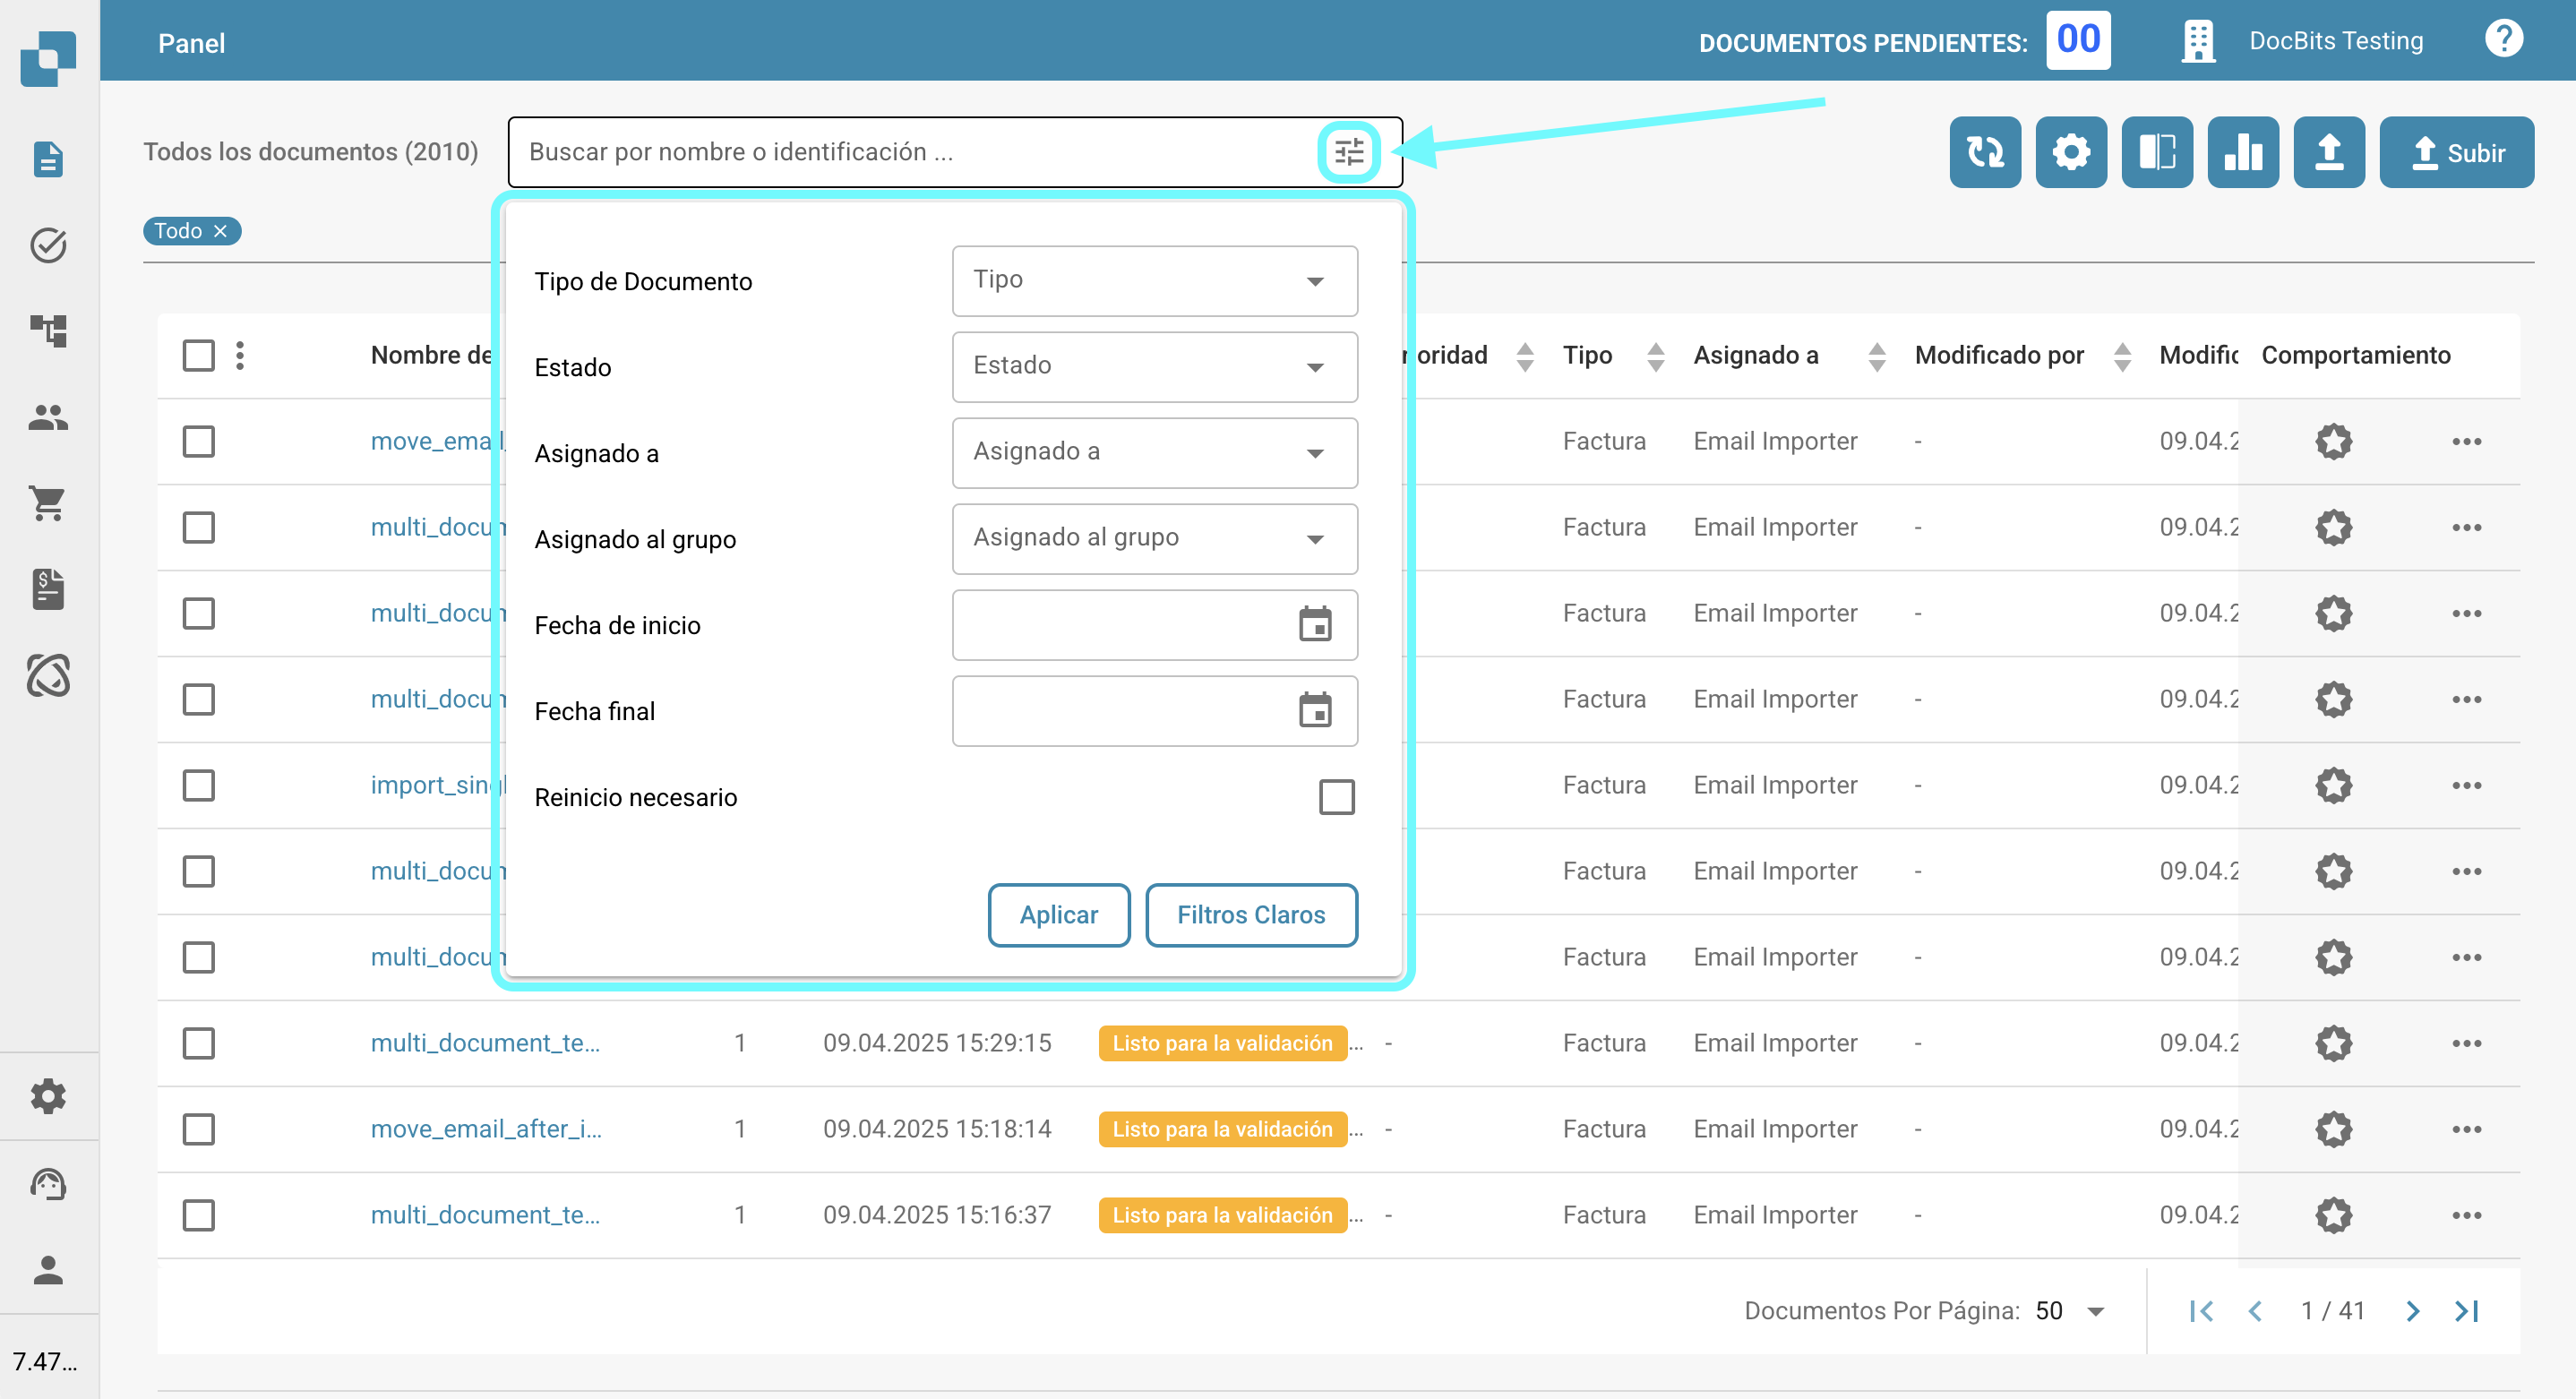 Panel
DOCUMENTOS PENDIENTES: 00
DocBits Testing
Todos los documentos (2010)
Buscar por nombre o identificación ...
Subir
Todo
Tipo de Documento
Tipo
Estado
Estado
Asignado a
Asignado a
Asignado al grupo
Asignado al grupo
Fecha de inicio
Fecha final
Reinicio necesario
Aplicar
Filtros Claros
Nombre de
rioridad Tipo Asignado a Modificado por Modific Comportamiento
move_email_ Factura Email Importer - 09.04.2
multi_docum Factura Email Importer - 09.04.2
multi_docum Factura Email Importer - 09.04.2
multi_docum Factura Email Importer - 09.04.2
import_singl Factura Email Importer - 09.04.2
multi_docum Factura Email Importer - 09.04.2
multi_docum Factura Email Importer - 09.04.2
multi_document_te... 1 09.04.2025 15:29:15 Listo para la validación ... - Factura Email Importer - 09.04.2
move_email_after_i... 1 09.04.2025 15:18:14 Listo para la validación ... - Factura Email Importer - 09.04.2
multi_document_te... 1 09.04.2025 15:16:37 Listo para la validación ... - Factura Email Importer - 09.04.2
Documentos Por Página: 50
1 / 41
7.47...